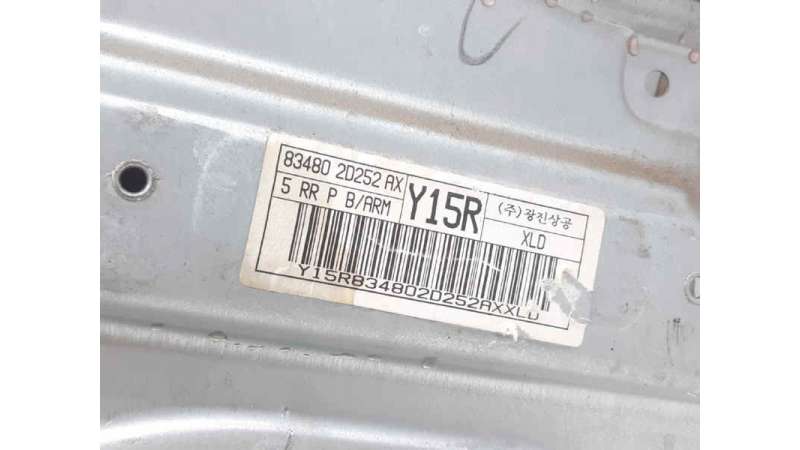 83480 2D252 AX
5 RR P B/ARM
Y15R
(주)광진상공
XLD
Y15R834802D252AXXLD